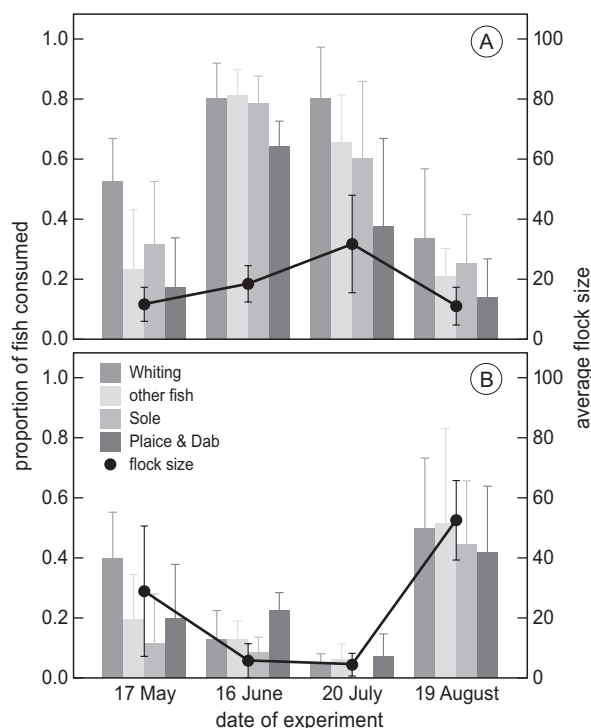 1.0
0.8
0.6
0.4
0.2
0.0
A
100
80
60
40
20
0
proportion of fish consumed
average flock size
1.0
0.8
0.6
0.4
0.2
0.0
Whiting
other fish
Sole
Plaice & Dab
flock size
B
100
80
60
40
20
0
17 May 16 June 20 July 19 August
date of experiment